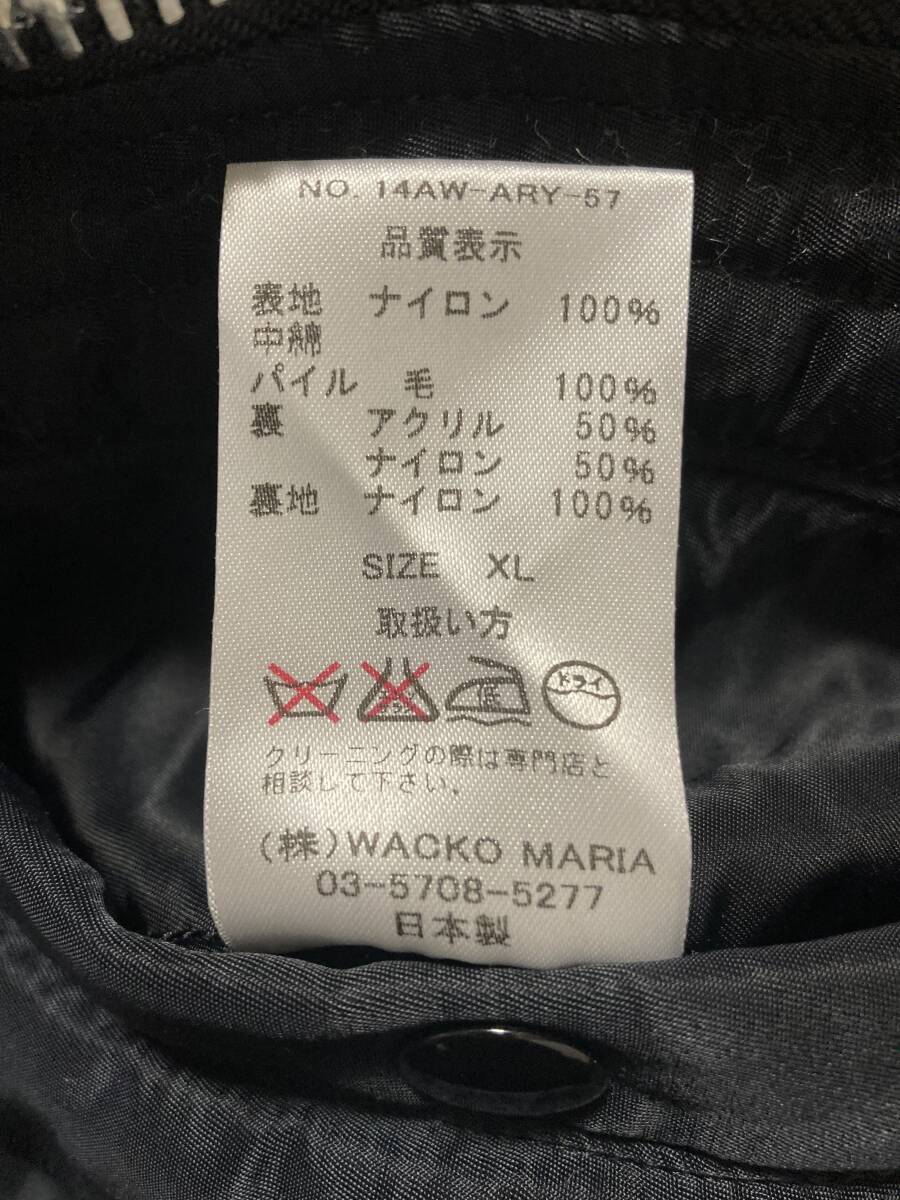 NO. 14AW-ARY-57
品質表示
表地 ナイロン 100%
中綿
パイル 毛 100%
裏 アクリル 50%
ナイロン 50%
裏地 ナイロン 100%
SIZE XL
取扱い方
ドライ
クリーニングの際は専門店と
相談して下さい。
(株)WACKO MARIA
03-5708-5277
日本製